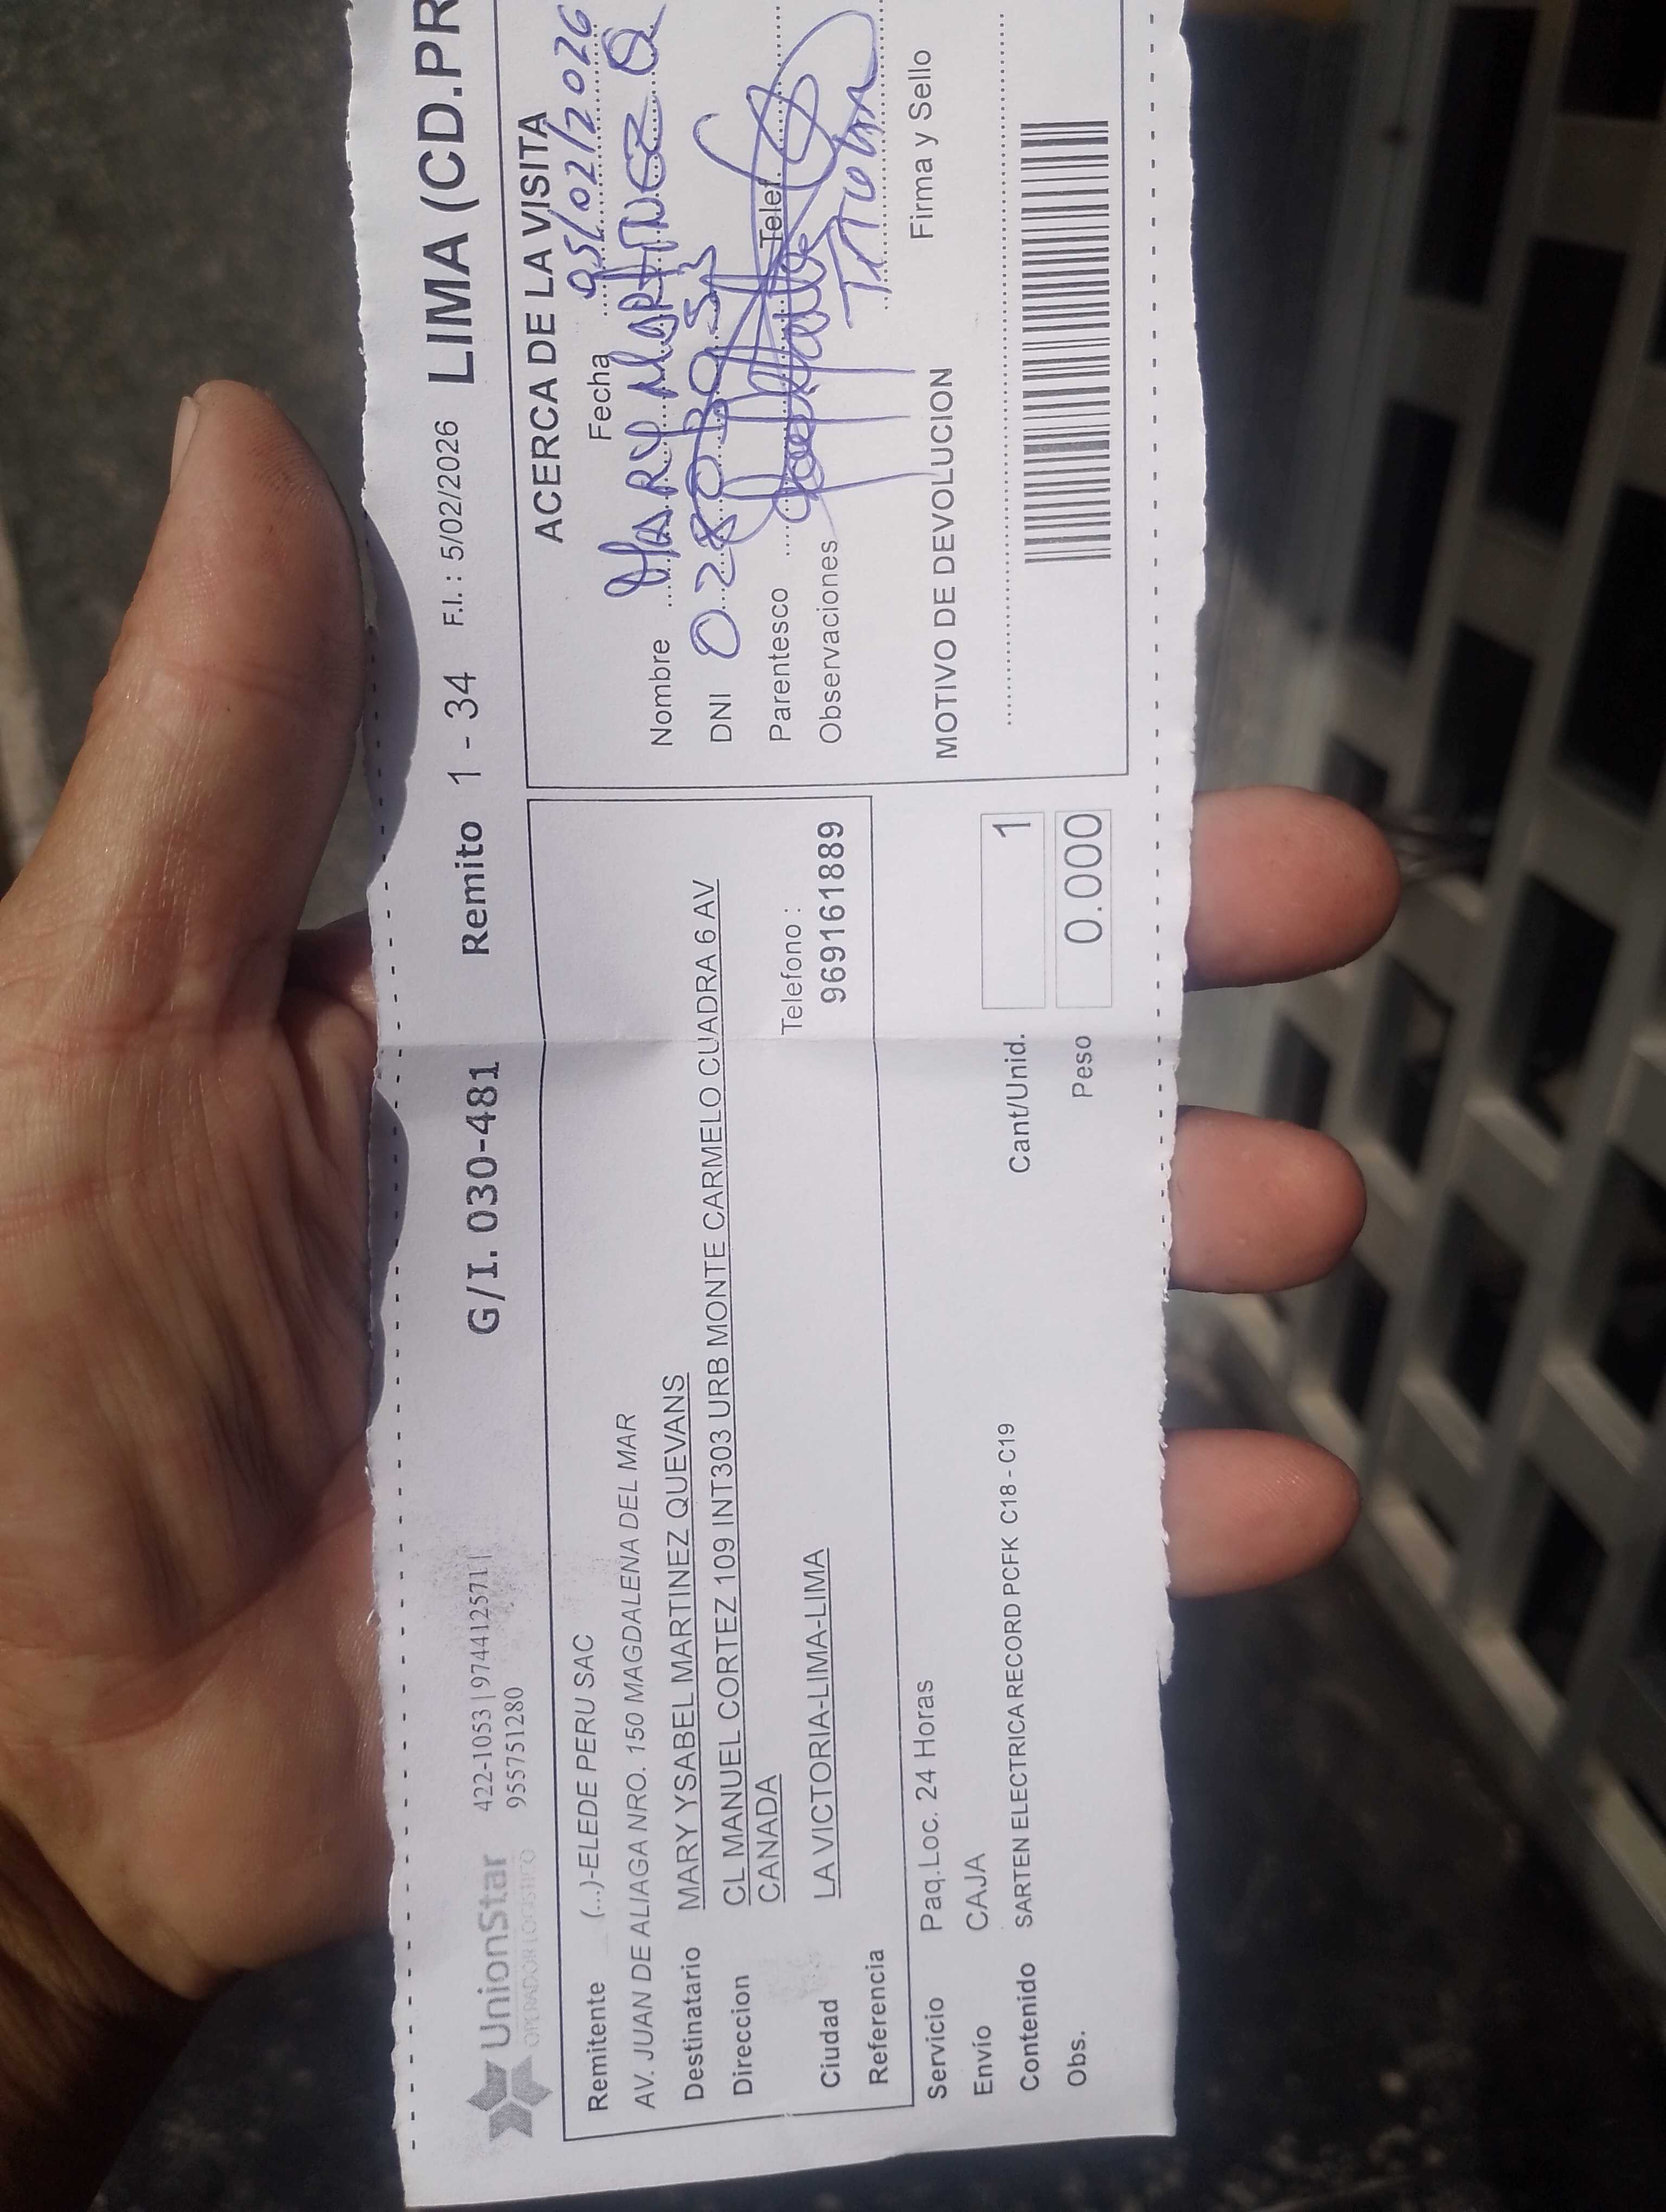 UnionStar
OPERADOR LOGISTICO
422-1053 | 974412571 |
955751280
G/I. 030-481
Remito 1 - 34 F.I. : 5/02/2026 LIMA (CD.PR
Remitente (...)-ELEDE PERU SAC
AV. JUAN DE ALIAGA NRO. 150 MAGDALENA DEL MAR
Destinatario MARY YSABEL MARTINEZ QUEVANS
Direccion CL MANUEL CORTEZ 109 INT303 URB MONTE CARMELO CUADRA 6 AV
CANADA
Telefono :
Ciudad LA VICTORIA-LIMA-LIMA 969161889
Referencia
Servicio Paq.Loc. 24 Horas
Envío CAJA
Contenido SARTEN ELECTRICA RECORD PCFK C18 - C19
Obs.
Cant/Unid. 1
Peso 0.000
ACERCA DE LA VISITA
Fecha 05/02/2026
Nombre MARY MARTINEZ Q
DNI
Parentesco Telef.
Observaciones
Titular
Firma y Sello
MOTIVO DE DEVOLUCION